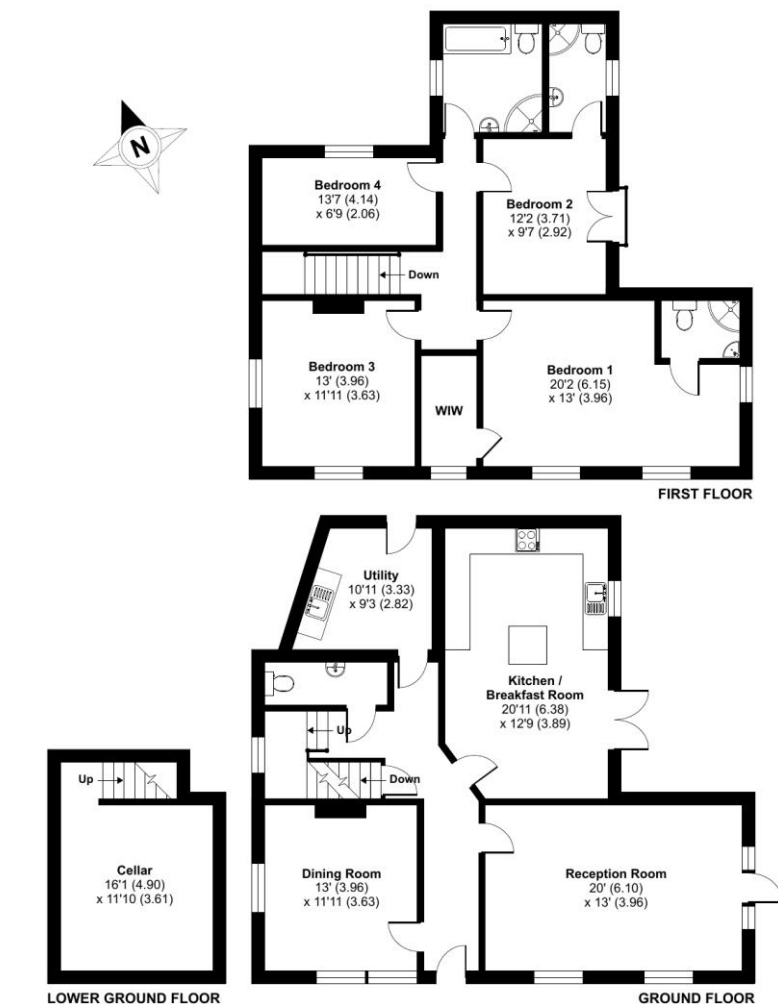 N
Bedroom 4
13'7 (4.14)
x 6'9 (2.06)
Bedroom 2
12'2 (3.71)
x 9'7 (2.92)
Down
Bedroom 3
13' (3.96)
x 11'11 (3.63)
WIW
Bedroom 1
20'2 (6.15)
x 13' (3.96)
FIRST FLOOR
Utility
10'11 (3.33)
x 9'3 (2.82)
Kitchen /
Breakfast Room
20'11 (6.38)
x 12'9 (3.89)
Up
Down
Up
Cellar
16'1 (4.90)
x 11'10 (3.61)
Dining Room
13' (3.96)
x 11'11 (3.63)
Reception Room
20' (6.10)
x 13' (3.96)
LOWER GROUND FLOOR
GROUND FLOOR